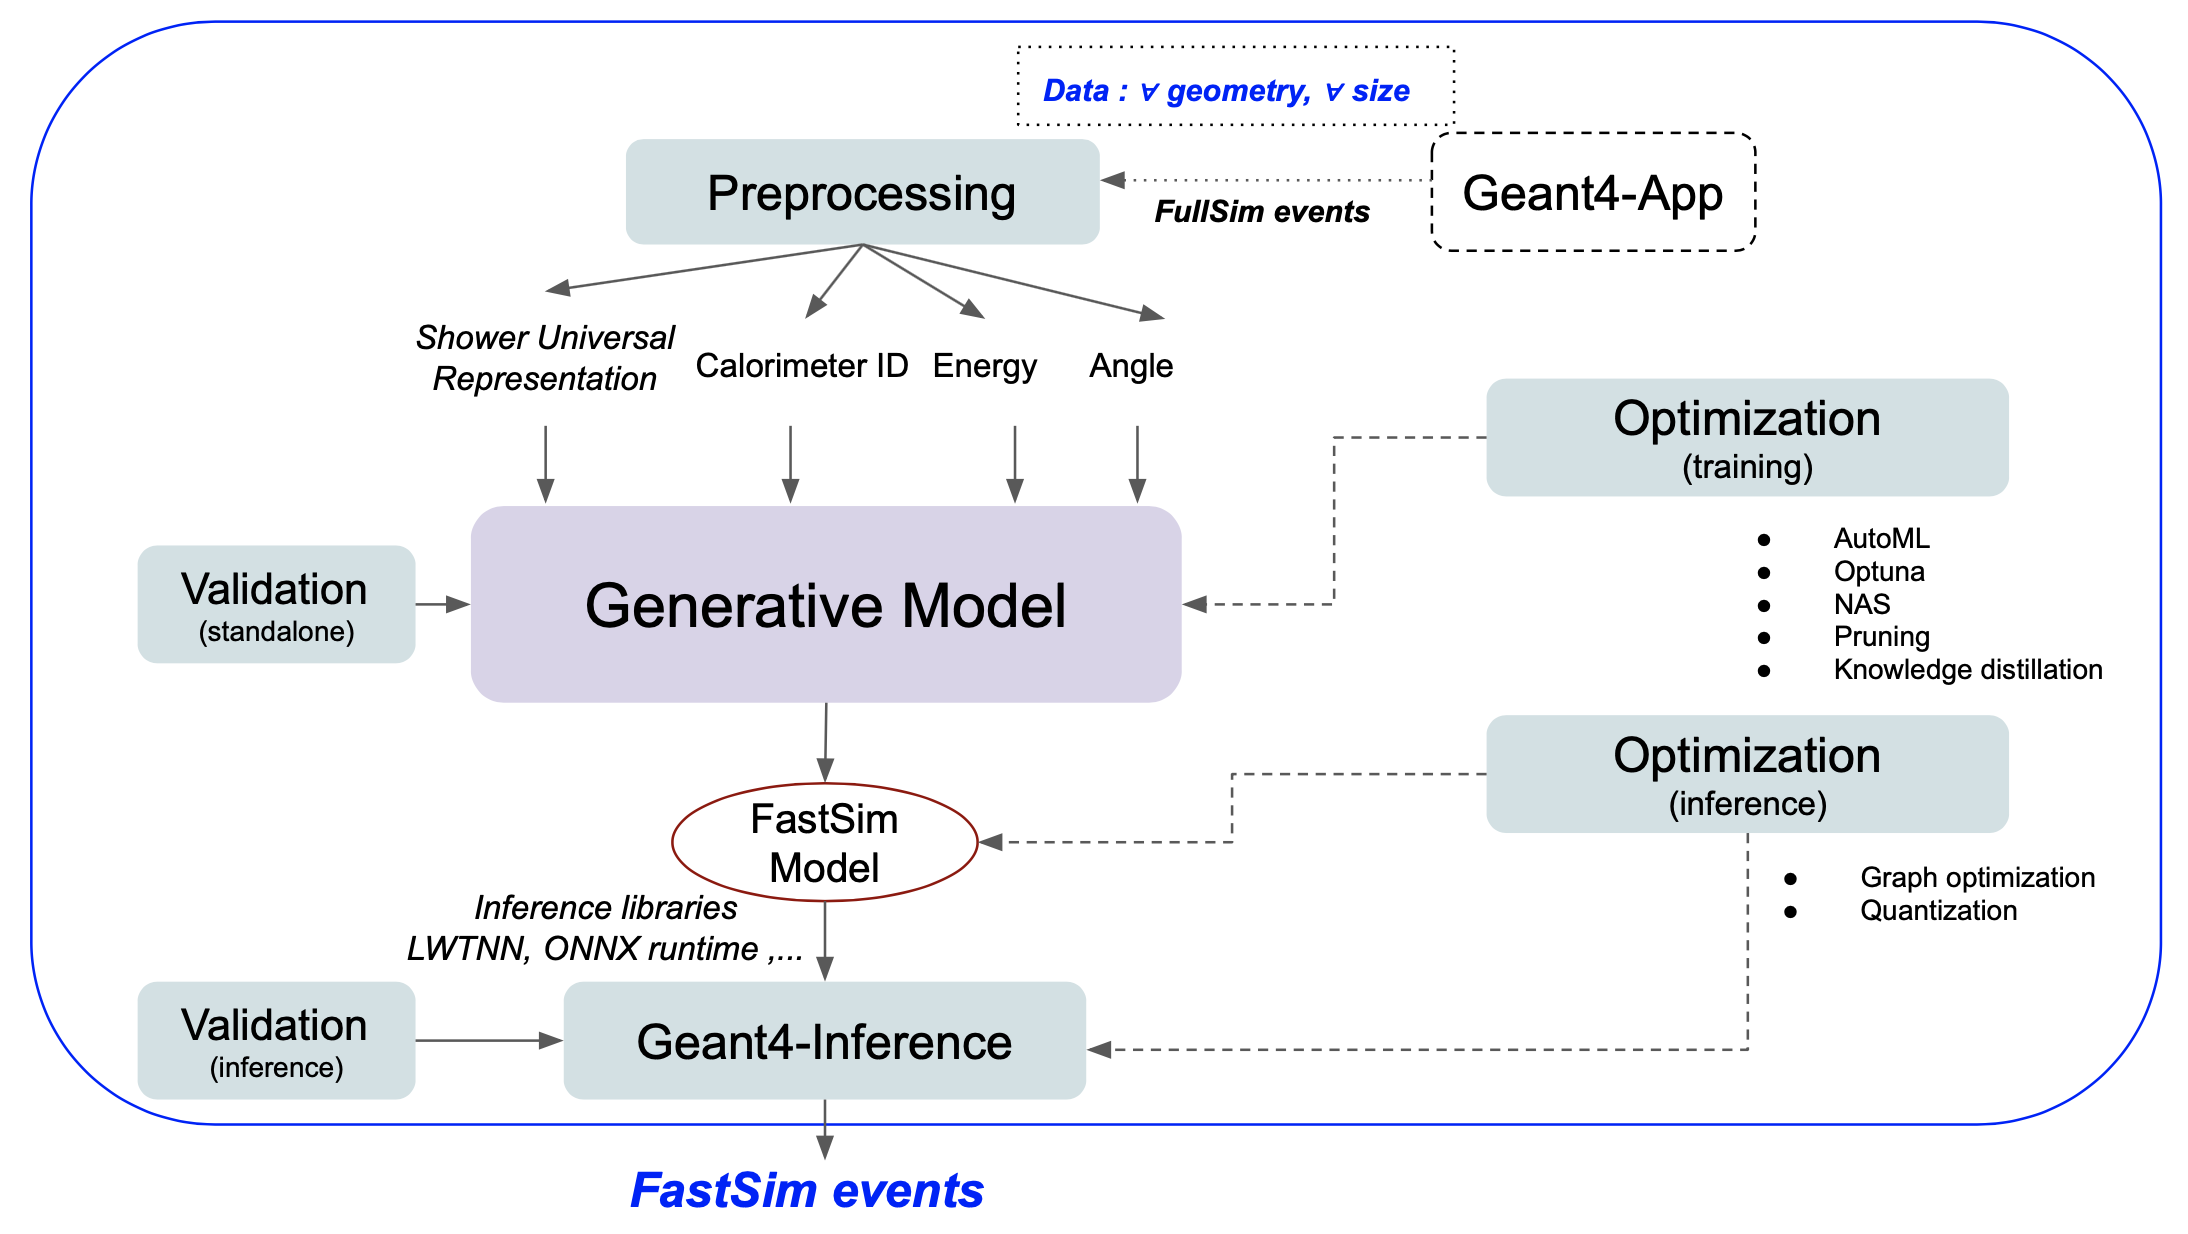 Data : ∀ geometry, ∀ size
Preprocessing
Geant4-App
FullSim events
Shower Universal
Representation
Calorimeter ID
Energy
Angle
Optimization
(training)
● AutoML
● Optuna
● NAS
● Pruning
● Knowledge distillation
Generative Model
Validation
(standalone)
Optimization
(inference)
● Graph optimization
● Quantization
FastSim
Model
Inference libraries
LWTNN, ONNX runtime ,...
Validation
(inference)
Geant4-Inference
FastSim events